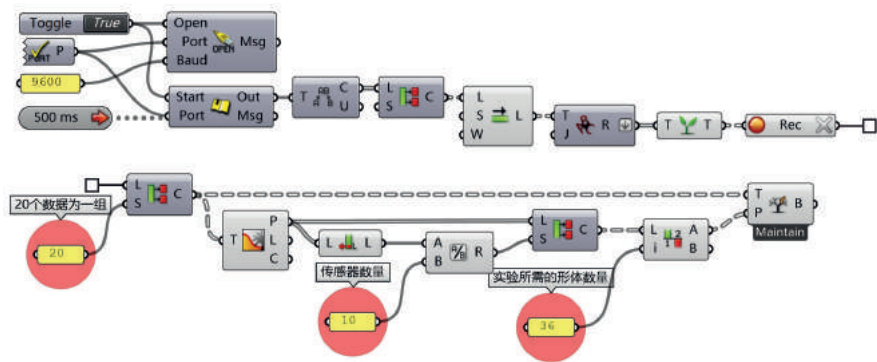 Toggle True
Open
Port Msg
Baud
OPEN
PORT P
9600
500 ms
Start Out
Port Msg
T C
U
L C
S
L
S L
W
T R
J
T T
Rec
L C
S
20个数据为一组
20
T P
L
C
L L
传感器数量
10
A R
B
L C
S
实验所需的形体数量
36
L A
i B
T B
P
Maintain